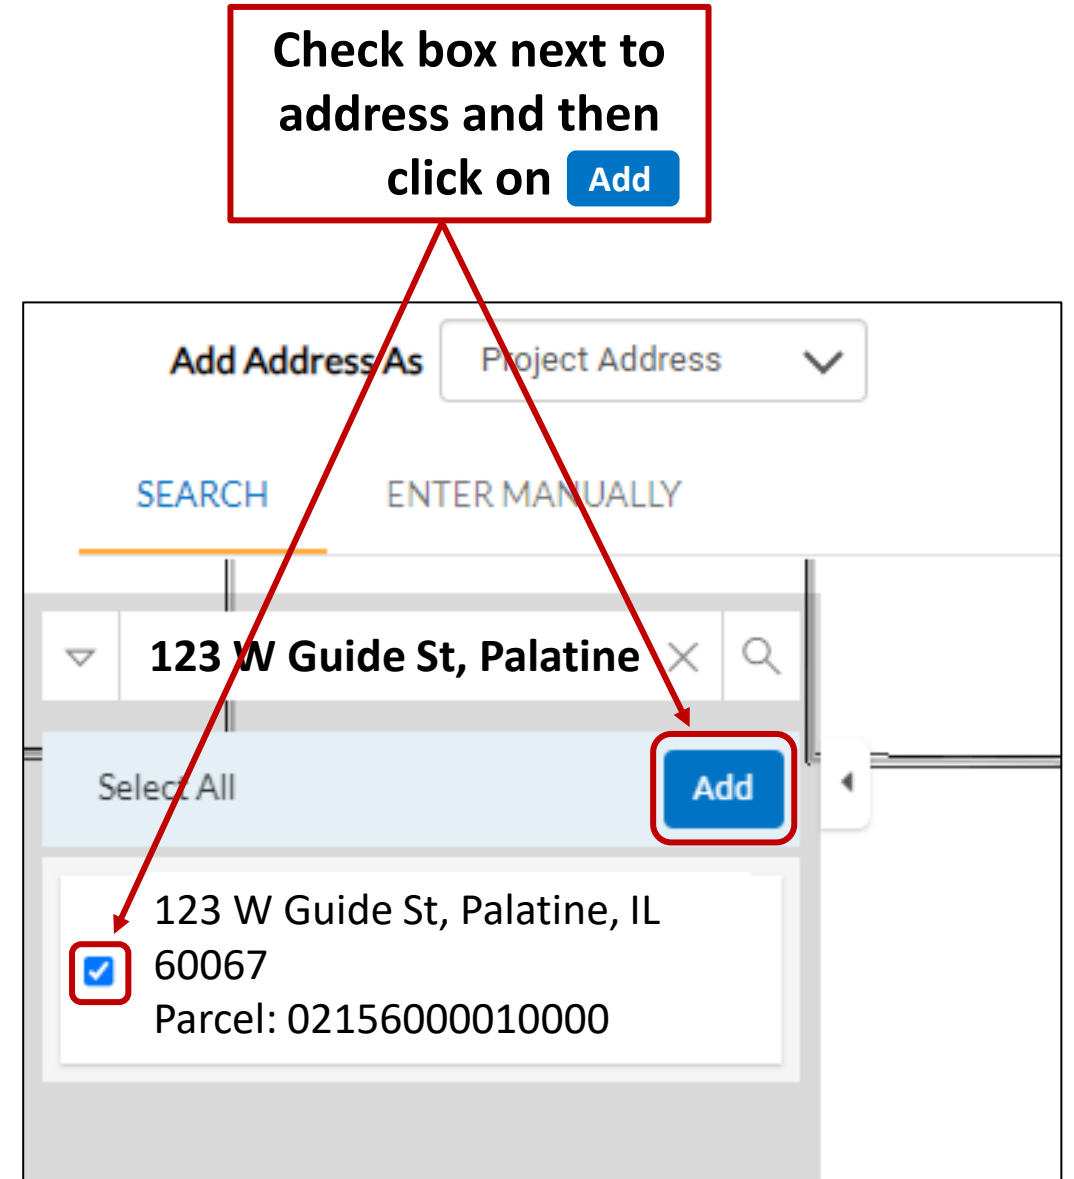 Check box next to
address and then
click on Add
Add Address As Project Address
SEARCH ENTER MANUALLY
123 W Guide St, Palatine
Select All Add
123 W Guide St, Palatine, IL
60067
Parcel: 02156000010000